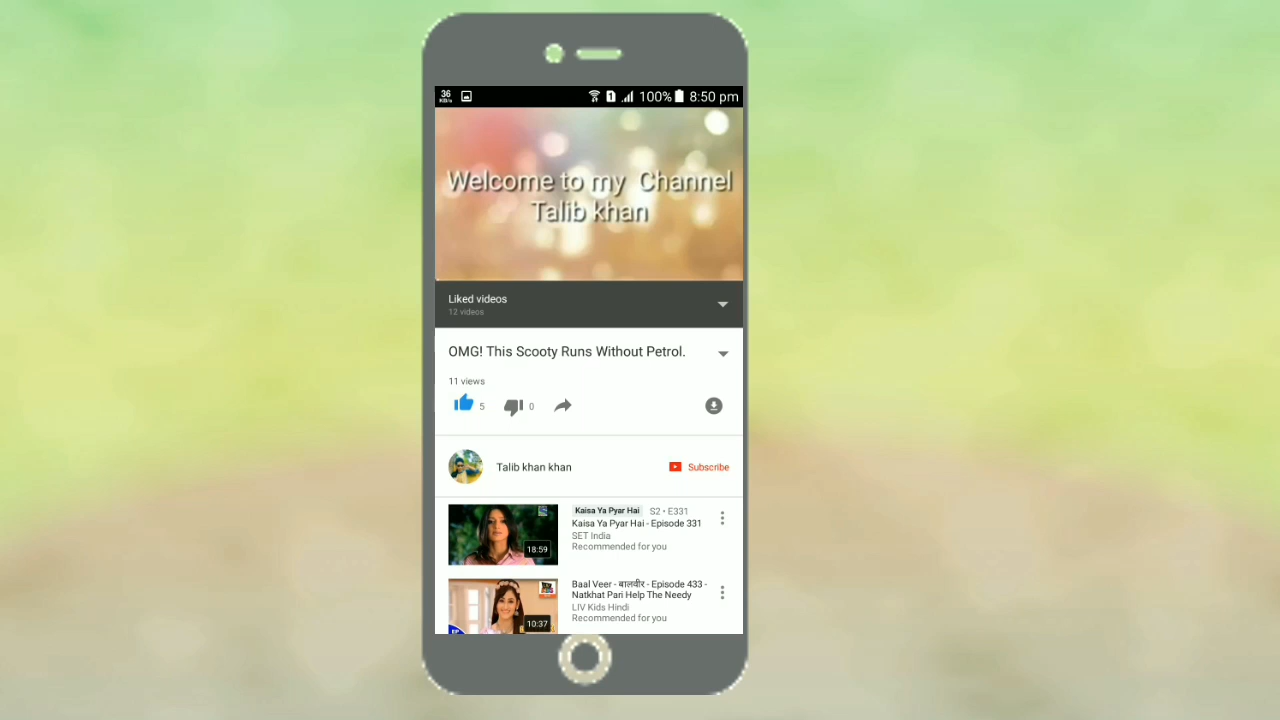 36
KB/s
1
100%
8:50 pm
Welcome to my Channel
Talib khan
Liked videos
12 videos
OMG! This Scooty Runs Without Petrol.
11 views
5
0
Talib khan khan
Subscribe
Kaisa Ya Pyar Hai S2 • E331
Kaisa Ya Pyar Hai - Episode 331
SET India
Recommended for you
18:59
Baal Veer - बालवीर - Episode 433 -
Natkhat Pari Help The Needy
LIV Kids Hindi
Recommended for you
10:37
EP